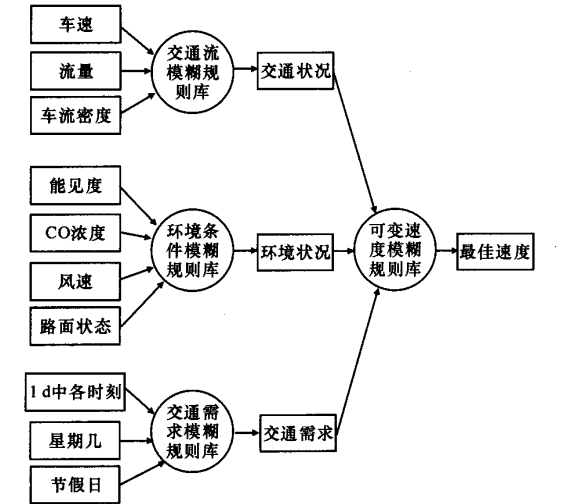 车速
流量
车流密度
交通流
模糊规
则库
交通状况
能见度
CO浓度
风速
路面状态
环境条
件模糊
规则库
环境状况
可变速
度模糊
规则库
最佳速度
1 d中各时刻
星期几
节假日
交通需
求模糊
规则库
交通需求